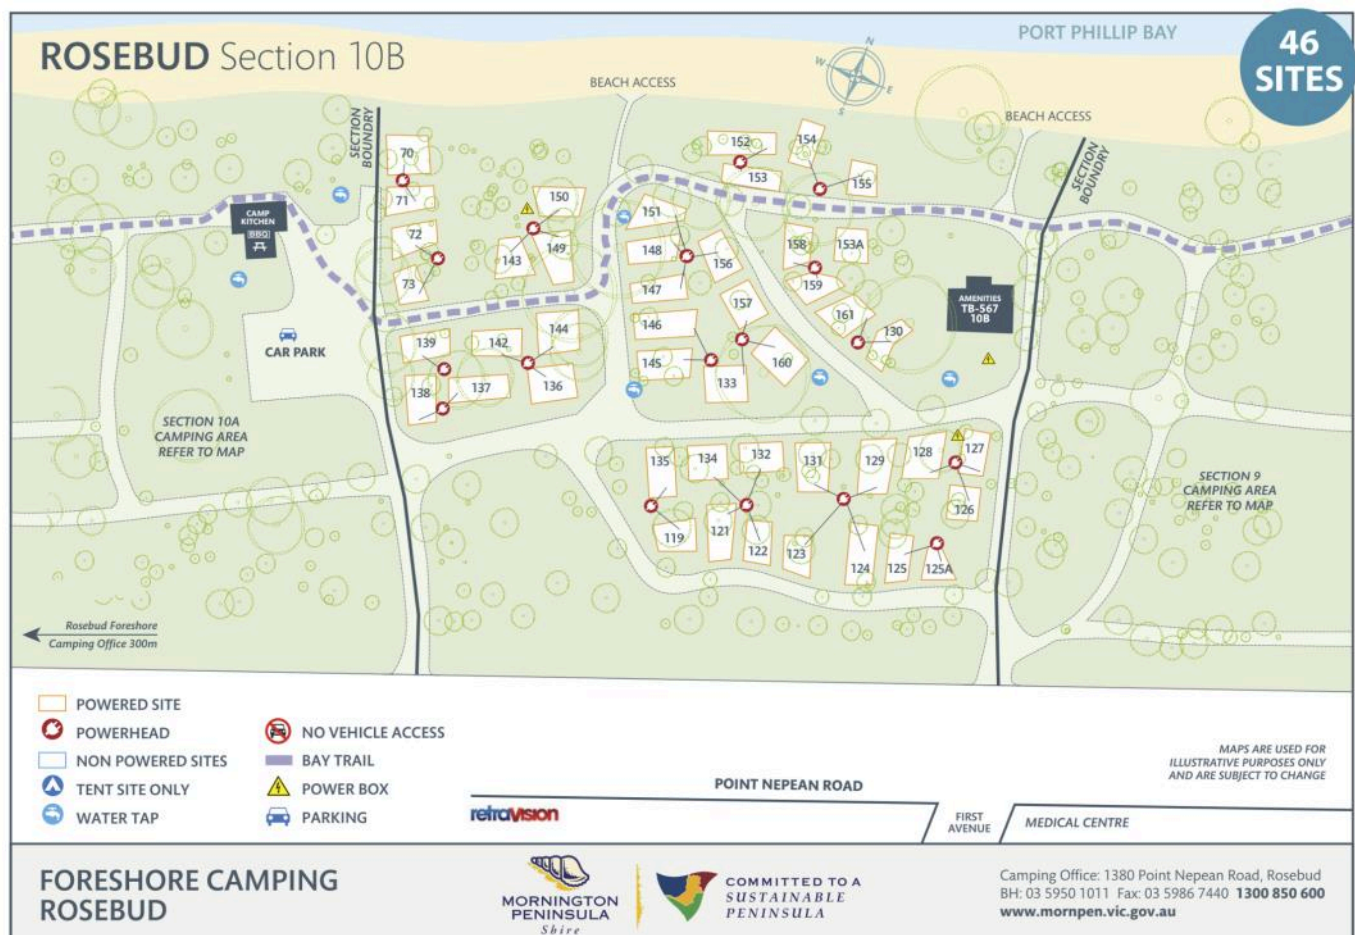 ROSEBUD Section 10B
PORT PHILLIP BAY
46
SITES
N
W
E
S
BEACH ACCESS
BEACH ACCESS
SECTION
BOUNDRY
SECTION
BOUNDRY
70
71
72
73
150
143
149
152
153
154
155
151
148
147
146
145
156
157
160
133
158
153A
159
161
130
CAMP
KITCHEN
BBQ
AMENITIES
TB-567
10B
CAR PARK
139
142
144
138
137
136
SECTION 10A
CAMPING AREA
REFER TO MAP
135
134
132
131
129
128
127
126
119
121
122
123
124
125
125A
SECTION 9
CAMPING AREA
REFER TO MAP
Rosebud Foreshore
Camping Office 300m
POWERED SITE
POWERHEAD
NON POWERED SITES
TENT SITE ONLY
WATER TAP
NO VEHICLE ACCESS
BAY TRAIL
POWER BOX
PARKING
MAPS ARE USED FOR
ILLUSTRATIVE PURPOSES ONLY
AND ARE SUBJECT TO CHANGE
POINT NEPEAN ROAD
retravision
FIRST
AVENUE
MEDICAL CENTRE
FORESHORE CAMPING
ROSEBUD
MORNINGTON
PENINSULA
Shire
COMMITTED TO A
SUSTAINABLE
PENINSULA
Camping Office: 1380 Point Nepean Road, Rosebud
BH: 03 5950 1011 Fax: 03 5986 7440 1300 850 600
www.mornpen.vic.gov.au